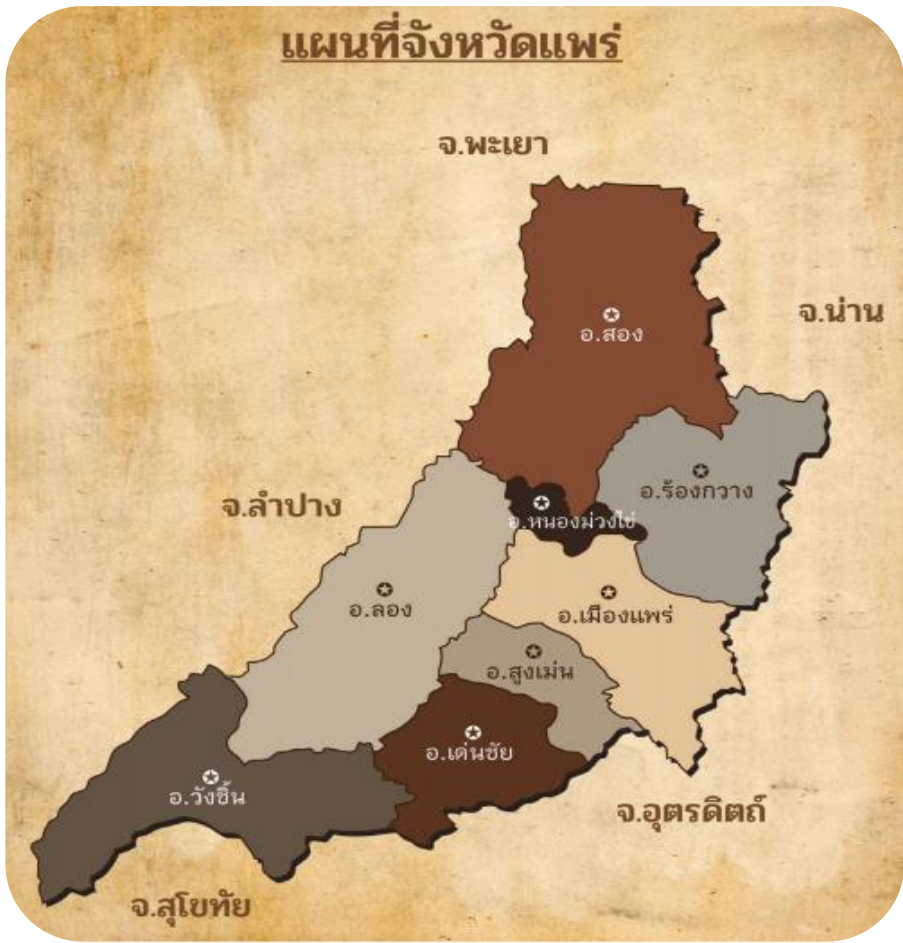 แผนที่จังหวัดแพร่
จ.พะเยา
จ.น่าน
อ.สอง
อ.ร้องกวาง
จ.ลำปาง
อ.หนองม่วงไข่
อ.ลอง
อ.เมืองแพร่
อ.สูงเม่น
อ.เด่นชัย
อ.วังชิ้น
จ.อุตรดิตถ์
จ.สุโขทัย